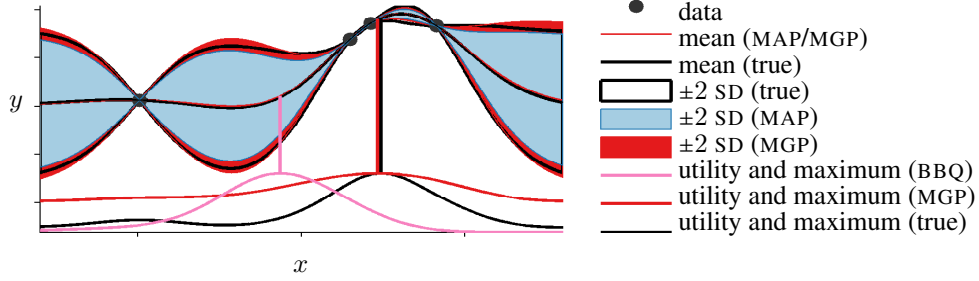 y
x
data
mean (MAP/MGP)
mean (true)
±2 SD (true)
±2 SD (MAP)
±2 SD (MGP)
utility and maximum (BBQ)
utility and maximum (MGP)
utility and maximum (true)